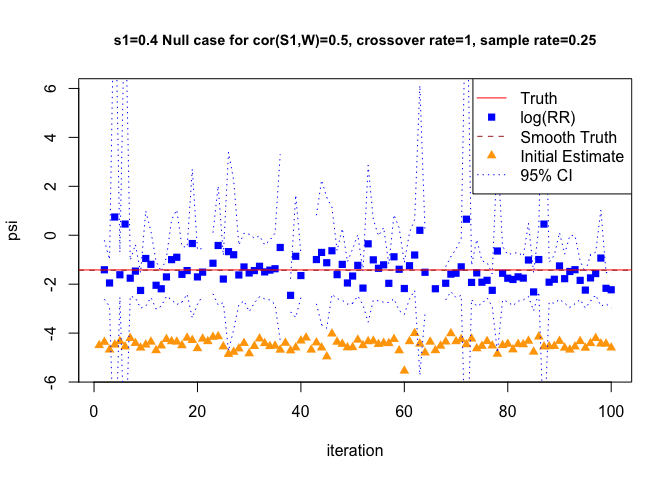 s1=0.4 Null case for cor(S1,W)=0.5, crossover rate=1, sample rate=0.25
psi
6
4
2
0
-2
-4
-6
Truth
log(RR)
Smooth Truth
Initial Estimate
95% CI
0
20
40
60
80
100
iteration